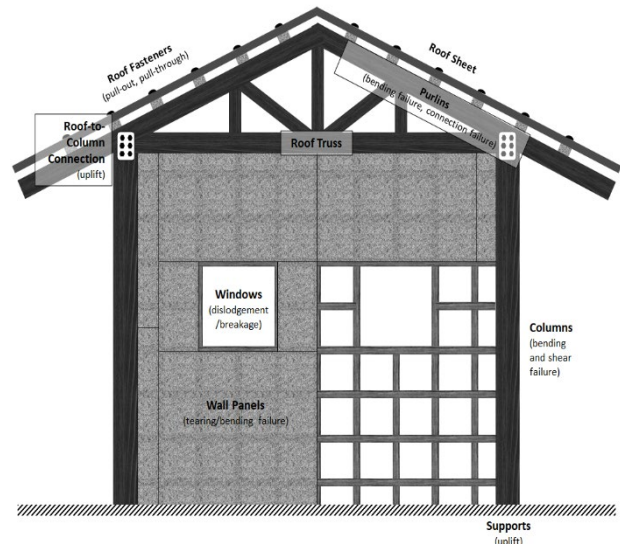 Roof Fasteners
(pull-out, pull-through)
Roof Sheet
Purlins
(bending failure, connection failure)
Roof-to-
Column
Connection
(uplift)
Roof Truss
Windows
(dislodgement
/breakage)
Columns
(bending
and shear
failure)
Wall Panels
(tearing/bending failure)
Supports
(uplift)